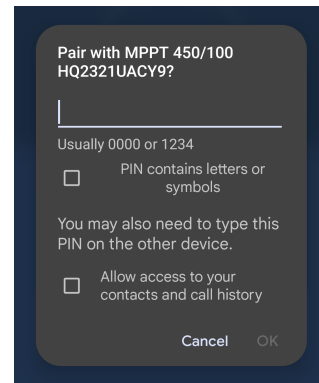 Pair with MPPT 450/100
HQ2321UACY9?
Usually 0000 or 1234
PIN contains letters or
symbols
You may also need to type this
PIN on the other device.
Allow access to your
contacts and call history
Cancel OK